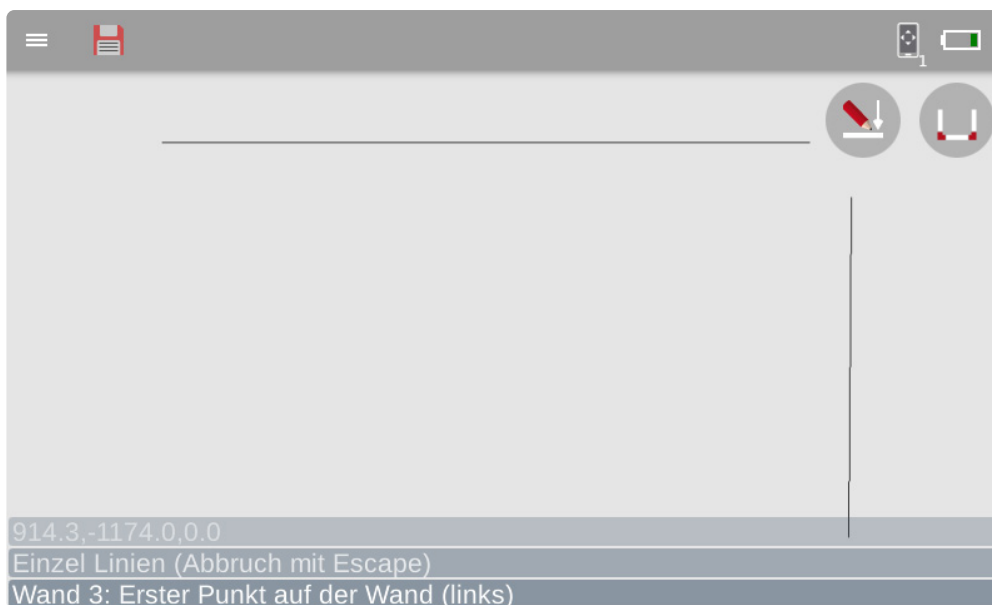 1
914.3,-1174.0,0.0
Einzel Linien (Abbruch mit Escape)
Wand 3: Erster Punkt auf der Wand (links)